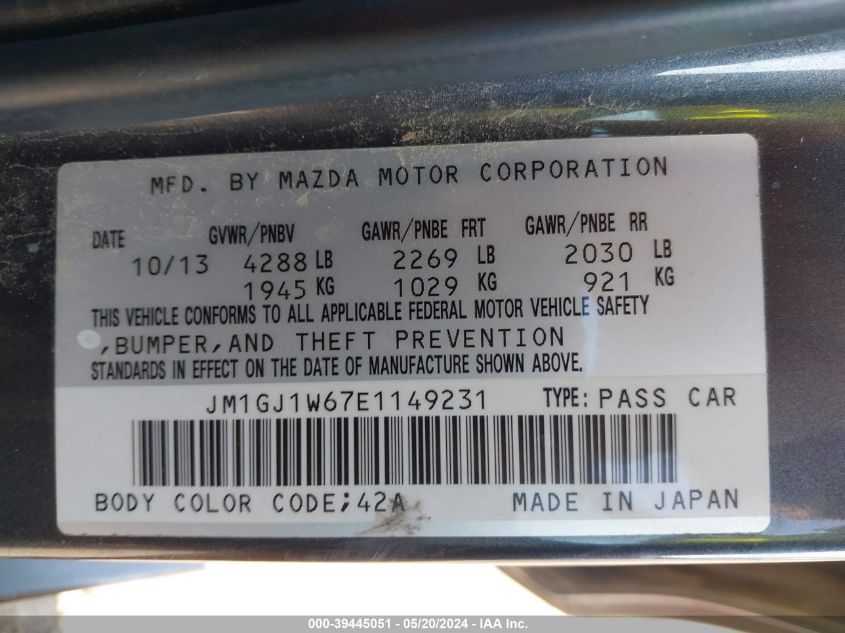 MFD. BY MAZDA MOTOR CORPORATION
DATE GVWR/PNBV GAWR/PNBE FRT GAWR/PNBE RR
10/13 4288 LB 2269 LB 2030 LB
1945 KG 1029 KG 921 KG
THIS VEHICLE CONFORMS TO ALL APPLICABLE FEDERAL MOTOR VEHICLE SAFETY
,BUMPER,AND THEFT PREVENTION
STANDARDS IN EFFECT ON THE DATE OF MANUFACTURE SHOWN ABOVE.
JM1GJ1W67E1149231 TYPE: PASS CAR
BODY COLOR CODE;42A MADE IN JAPAN
000-39445051 - 05/20/2024 - IAA Inc.